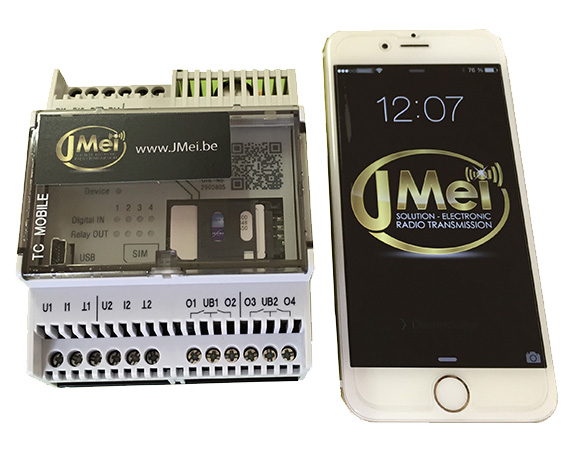 JMei
www.JMei.be
2903805
Device
1 2 3 4
Digital IN
Relay OUT
USB
SIM
TC MOBILE
U1 I1 ⊥1 U2 I2 ⊥2
O1 UB1 O2 O3 UB2 O4
76 %
12:07
JMei
SOLUTION - ELECTRONIC
RADIO TRANSMISSION